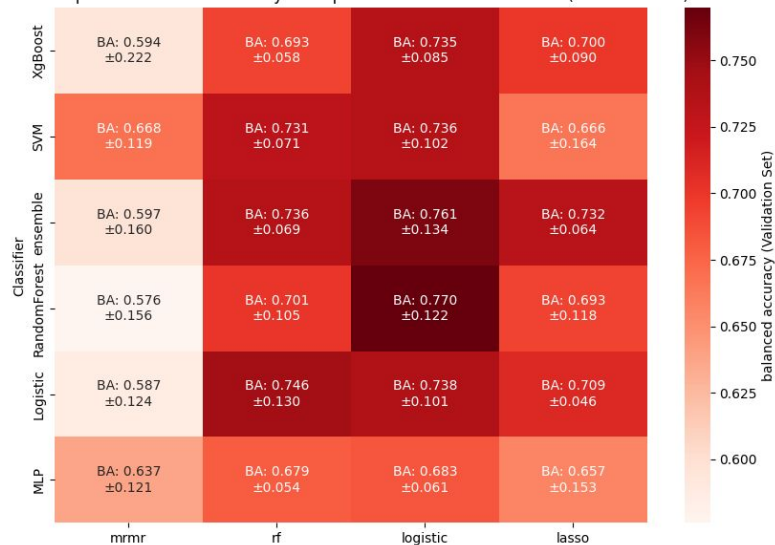 XgBoost
BA: 0.594
±0.222
BA: 0.693
±0.058
BA: 0.735
±0.085
BA: 0.700
±0.090
SVM
BA: 0.668
±0.119
BA: 0.731
±0.071
BA: 0.736
±0.102
BA: 0.666
±0.164
ensemble
BA: 0.597
±0.160
BA: 0.736
±0.069
BA: 0.761
±0.134
BA: 0.732
±0.064
Classifier
RandomForest
BA: 0.576
±0.156
BA: 0.701
±0.105
BA: 0.770
±0.122
BA: 0.693
±0.118
Logistic
BA: 0.587
±0.124
BA: 0.746
±0.130
BA: 0.738
±0.101
BA: 0.709
±0.046
MLP
BA: 0.637
±0.121
BA: 0.679
±0.054
BA: 0.683
±0.061
BA: 0.657
±0.153
mrmr
rf
logistic
lasso
0.750
0.725
0.700
0.675
0.650
0.625
0.600
balanced accuracy (Validation Set)